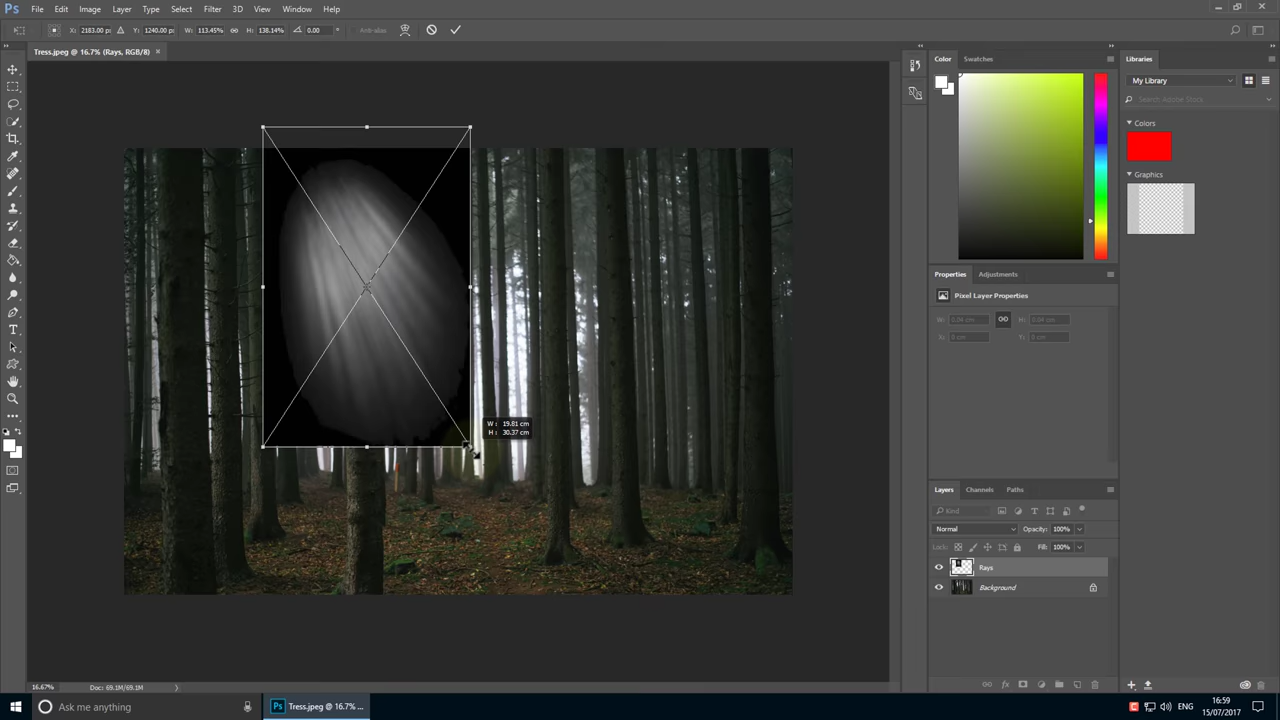 Ps File Edit Image Layer Type Select Filter 3D View Window Help
X: 2183.00 p Y: 1240.00 p W: 113.45% H: 138.14% 0.00 ° Anti-alias
Tress.jpeg @ 16.7% (Rays, RGB/8) ×
Color Swatches
Libraries
My Library
Search Adobe Stock
Colors
Graphics
Properties Adjustments
Pixel Layer Properties
W: 0.04 cm H: 0.04 cm
X: 0 cm Y: 0 cm
W: 19.81 cm
H: 30.37 cm
Layers Channels Paths
Kind
Normal Opacity: 100%
Lock: Fill: 100%
Rays
Background
16.67% Doc: 69.1M/69.1M
Ask me anything
Ps Tress.jpeg @ 16.7% ...
ENG
16:59
15/07/2017